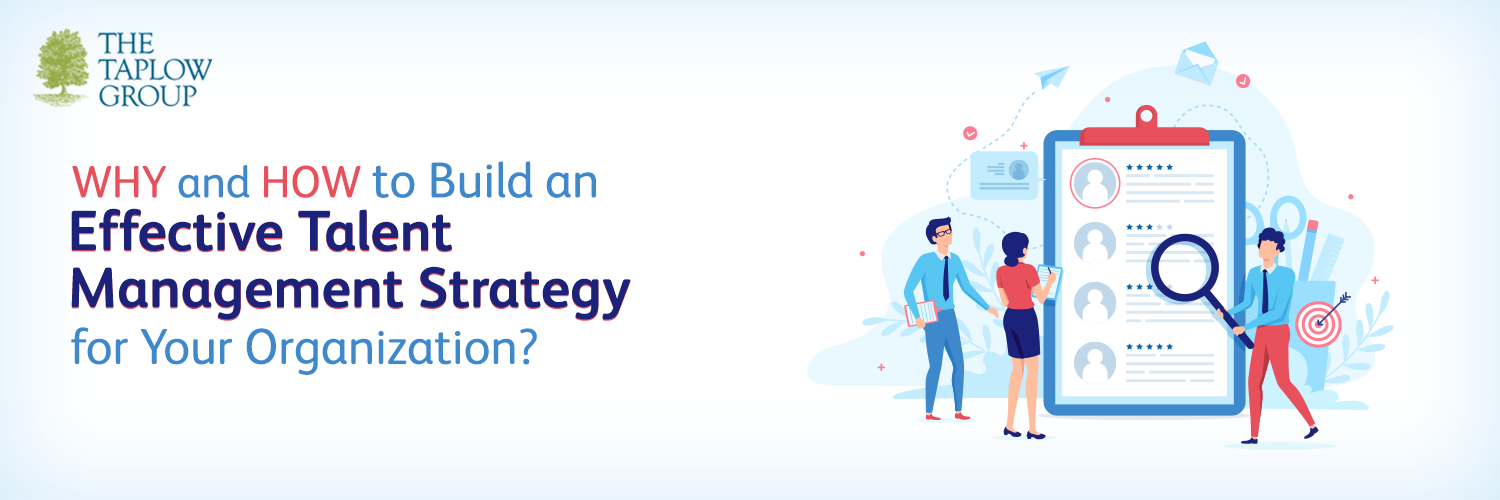 THE
TAPLOW
GROUP
WHY and HOW to Build an
Effective Talent
Management Strategy
for Your Organization?